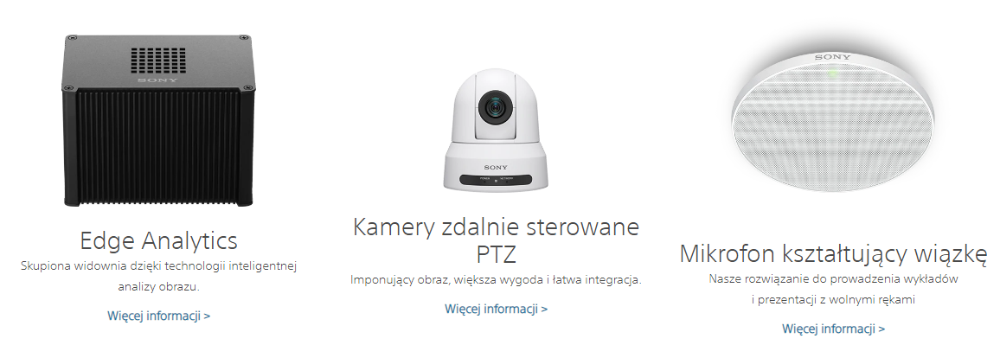 SONY
Edge Analytics
Skupiona widownia dzięki technologii inteligentnej
analizy obrazu.
Więcej informacji >
SONY
POWER NETWORK
Kamery zdalnie sterowane
PTZ
Imponujący obraz, większa wygoda i łatwa integracja.
Więcej informacji >
SONY
Mikrofon kształtujący wiązkę
Nasze rozwiązanie do prowadzenia wykładów
i prezentacji z wolnymi rękami
Więcej informacji >